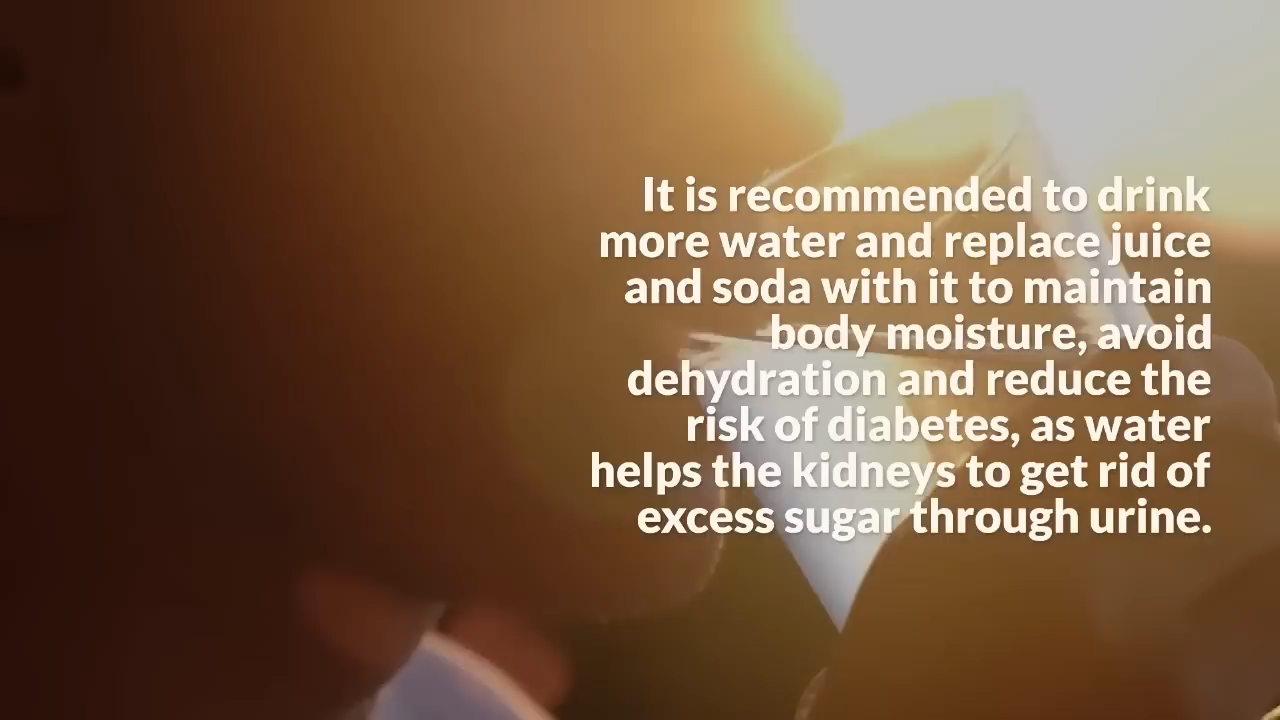 It is recommended to drink
more water and replace juice
and soda with it to maintain
body moisture, avoid
dehydration and reduce the
risk of diabetes, as water
helps the kidneys to get rid of
excess sugar through urine.